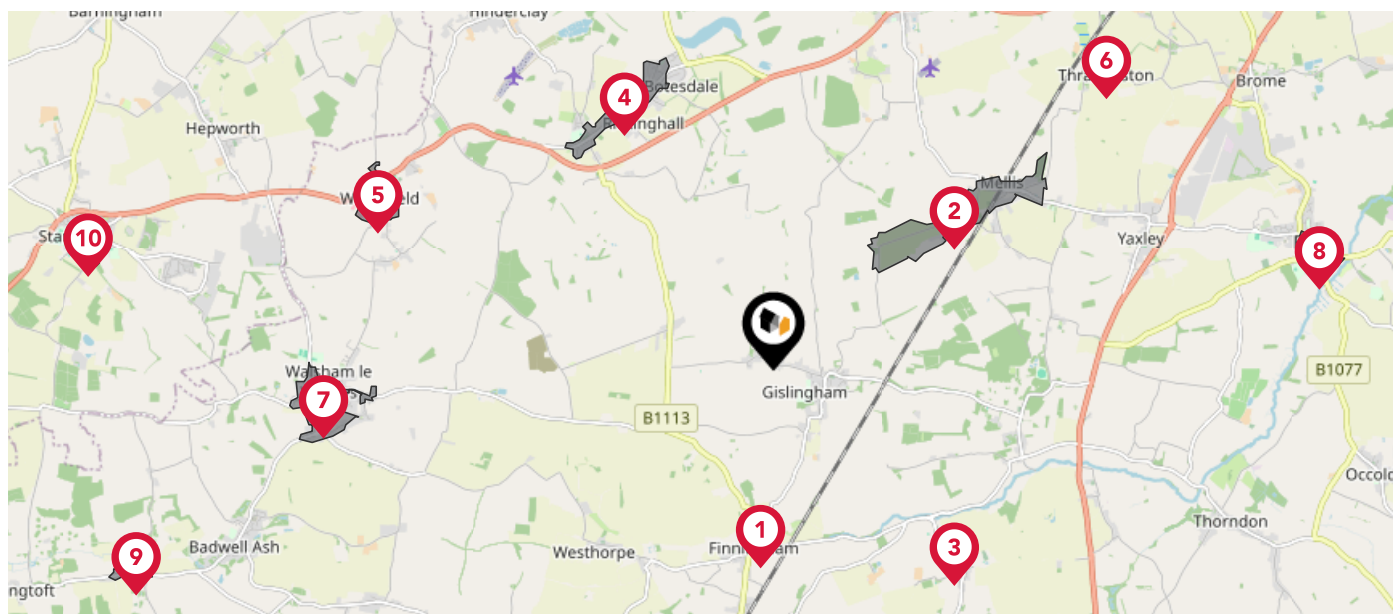 Barningham
Hinderclay
6
Brome
4
Botesdale
Hepworth
Mellis
5
2
10
Yaxley
8
Gislingham
B1077
7
B1113
Occold
Thorndon
1
3
Badwell Ash
Westhorpe
9